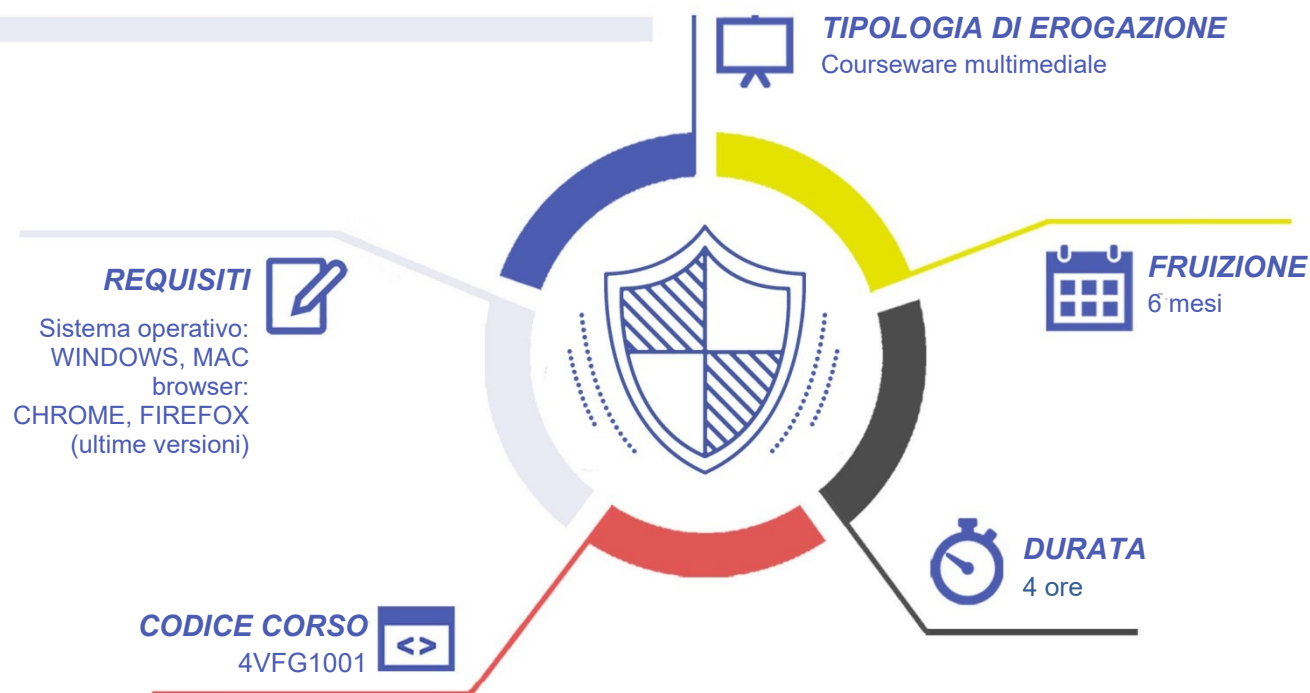 TIPOLOGIA DI EROGAZIONE
Courseware multimediale
REQUISITI
Sistema operativo:
WINDOWS, MAC
browser:
CHROME, FIREFOX
(ultime versioni)
FRUIZIONE
6 mesi
DURATA
4 ore
CODICE CORSO
4VFG1001
<>